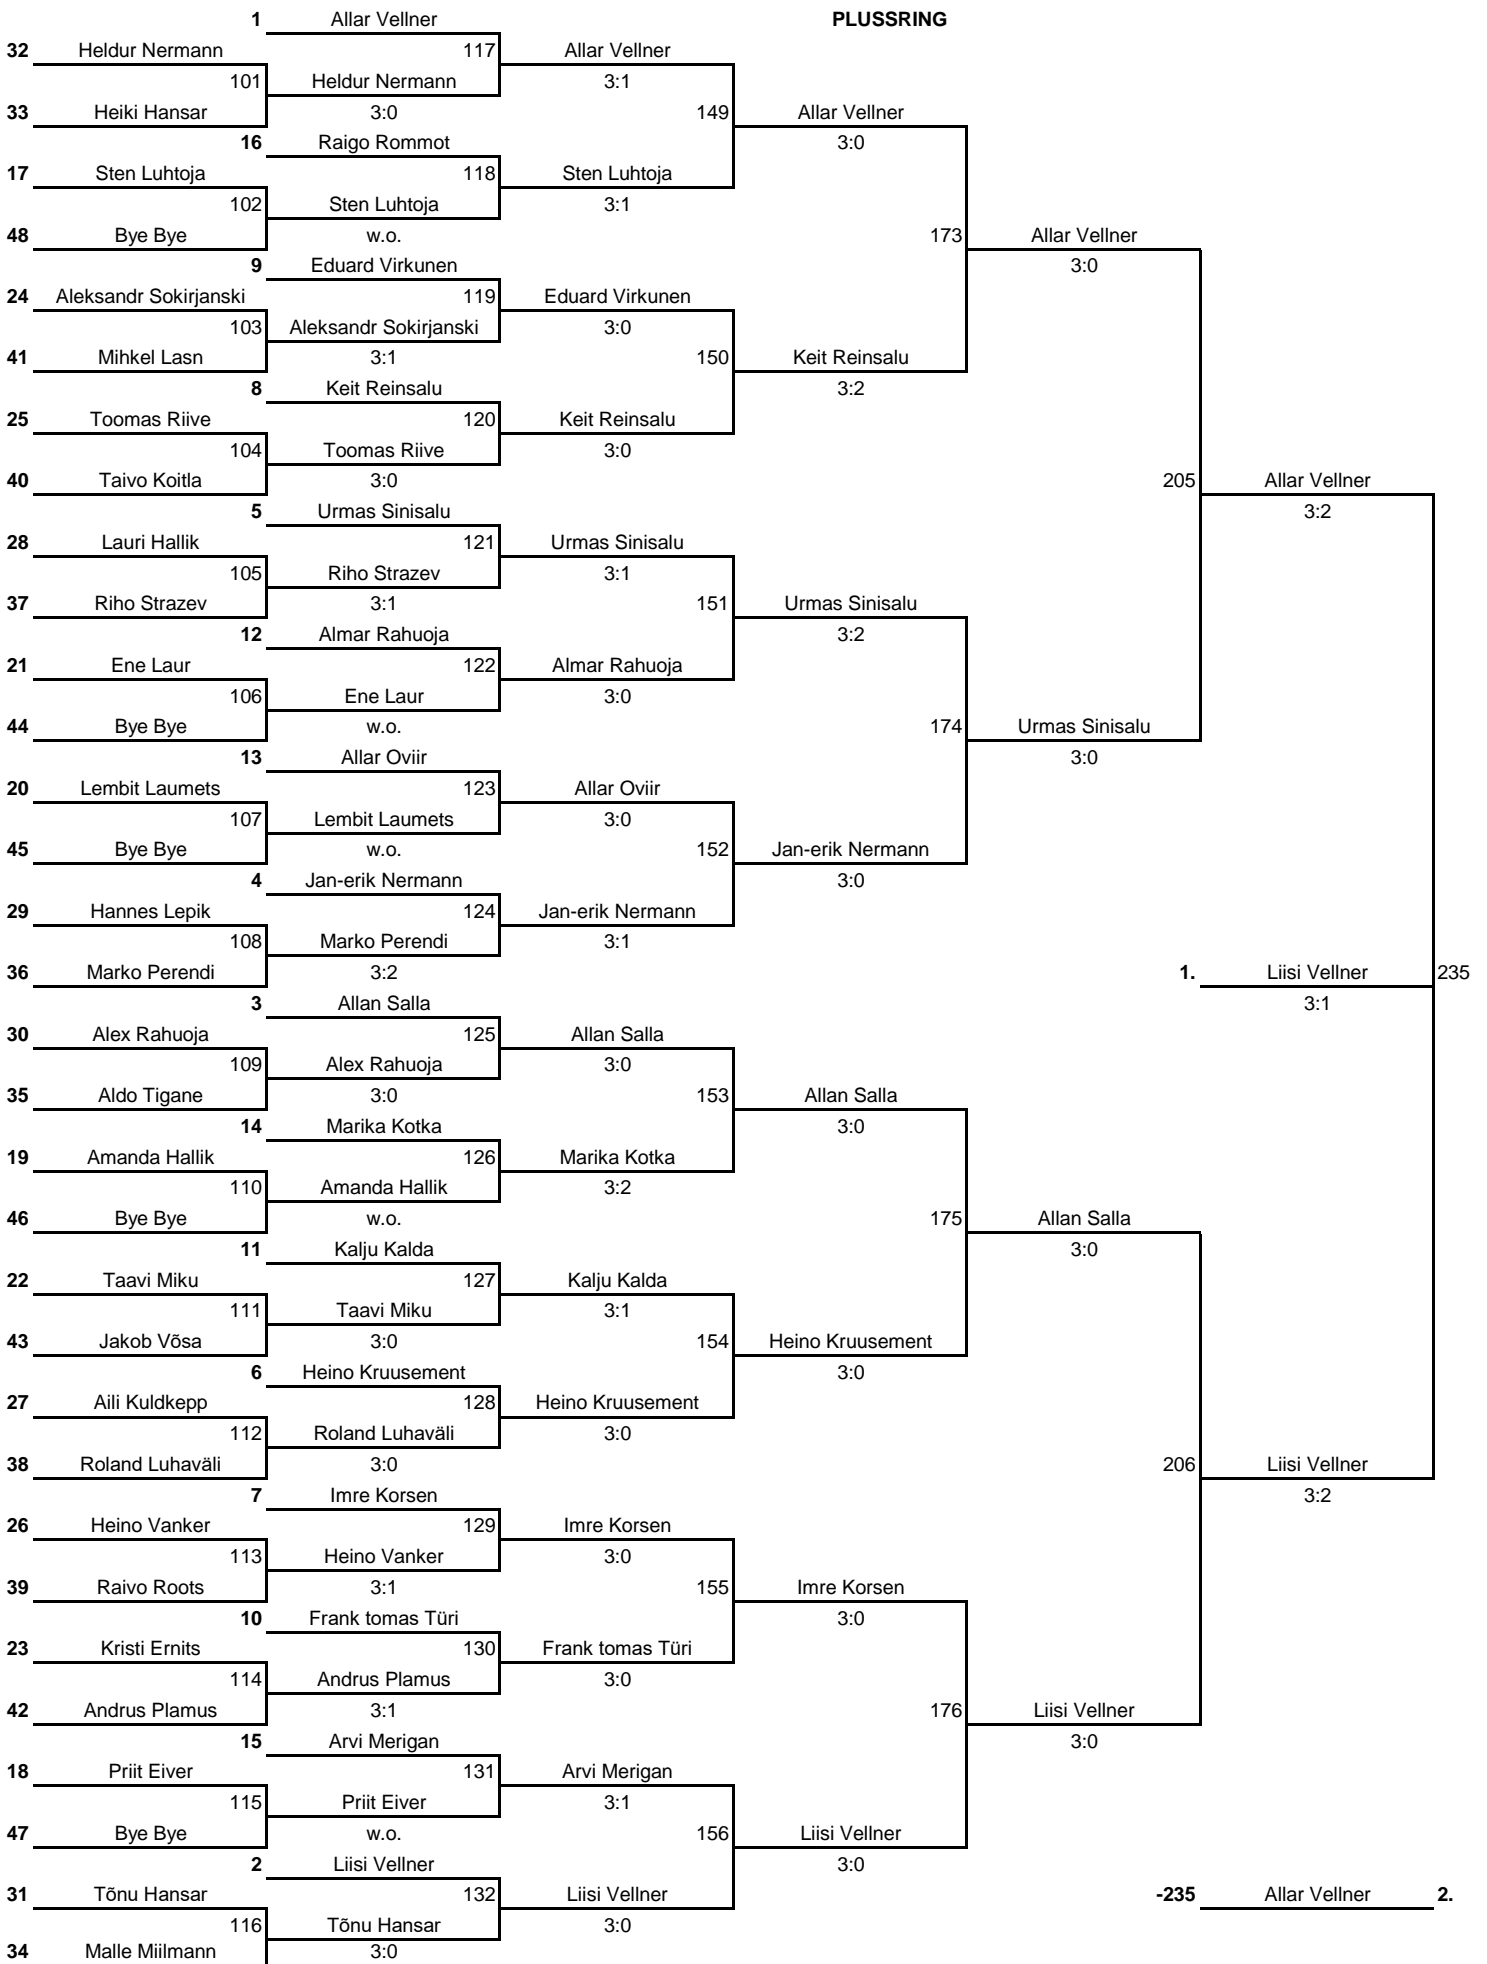 1 Allar Vellner PLUSSRING
32 Heldur Nermann 117 Allar Vellner
101 Heldur Nermann 3:1
33 Heiki Hansar 3:0 149 Allar Vellner
16 Raigo Rommot 3:0
17 Sten Luhtoja 118 Sten Luhtoja
102 Sten Luhtoja 3:1
48 Bye Bye w.o. 173 Allar Vellner
9 Eduard Virkunen 3:0
24 Aleksandr Sokirjanski 119 Eduard Virkunen
103 Aleksandr Sokirjanski 3:0
41 Mihkel Lasn 3:1 150 Keit Reinsalu
8 Keit Reinsalu 3:2
25 Toomas Riive 120 Keit Reinsalu
104 Toomas Riive 3:0
40 Taivo Koitla 3:0 205 Allar Vellner
5 Urmas Sinisalu 3:2
28 Lauri Hallik 121 Urmas Sinisalu
105 Riho Strazev 3:1
37 Riho Strazev 3:1 151 Urmas Sinisalu
12 Almar Rahuoja 3:2
21 Ene Laur 122 Almar Rahuoja
106 Ene Laur 3:0
44 Bye Bye w.o. 174 Urmas Sinisalu
13 Allar Oviir 3:0
20 Lembit Laumets 123 Allar Oviir
107 Lembit Laumets 3:0
45 Bye Bye w.o. 152 Jan-erik Nermann
4 Jan-erik Nermann 3:0
29 Hannes Lepik 124 Jan-erik Nermann
108 Marko Perendi 3:1
36 Marko Perendi 3:2 1. Liisi Vellner 235
3 Allan Salla 3:1
30 Alex Rahuoja 125 Allan Salla
109 Alex Rahuoja 3:0
35 Aldo Tigane 3:0 153 Allan Salla
14 Marika Kotka 3:0
19 Amanda Hallik 126 Marika Kotka
110 Amanda Hallik 3:2
46 Bye Bye w.o. 175 Allan Salla
11 Kalju Kalda 3:0
22 Taavi Miku 127 Kalju Kalda
111 Taavi Miku 3:1
43 Jakob Võsa 3:0 154 Heino Kruusement
6 Heino Kruusement 3:0
27 Aili Kuldkepp 128 Heino Kruusement
112 Roland Luhaväli 3:0
38 Roland Luhaväli 3:0 206 Liisi Vellner
7 Imre Korsen 3:2
26 Heino Vanker 129 Imre Korsen
113 Heino Vanker 3:0
39 Raivo Roots 3:1 155 Imre Korsen
10 Frank tomas Türi 3:0
23 Kristi Ernits 130 Frank tomas Türi
114 Andrus Plamus 3:0
42 Andrus Plamus 3:1 176 Liisi Vellner
15 Arvi Merigan 3:0
18 Priit Eiver 131 Arvi Merigan
115 Priit Eiver 3:1
47 Bye Bye w.o. 156 Liisi Vellner
2 Liisi Vellner 3:0
31 Tõnu Hansar 132 Liisi Vellner -235 Allar Vellner 2.
116 Tõnu Hansar 3:0
34 Malle Miilmann 3:0